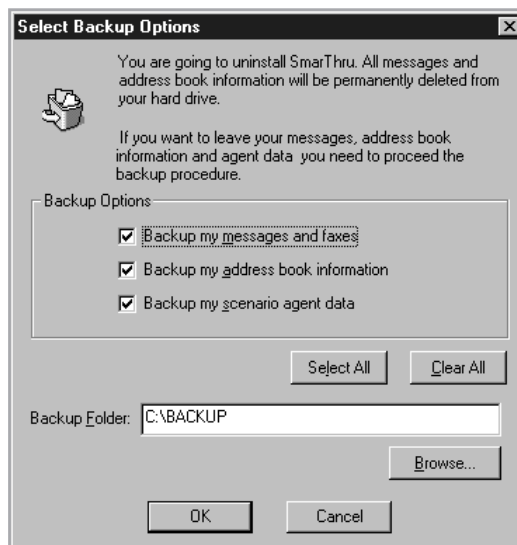 Select Backup Options
You are going to uninstall SmarThru. All messages and
address book information will be permanently deleted from
your hard drive.
If you want to leave your messages, address book
information and agent data you need to proceed the
backup procedure.
Backup Options
Backup my messages and faxes
Backup my address book information
Backup my scenario agent data
Select All
Clear All
Backup Folder:
C:\BACKUP
Browse...
OK
Cancel